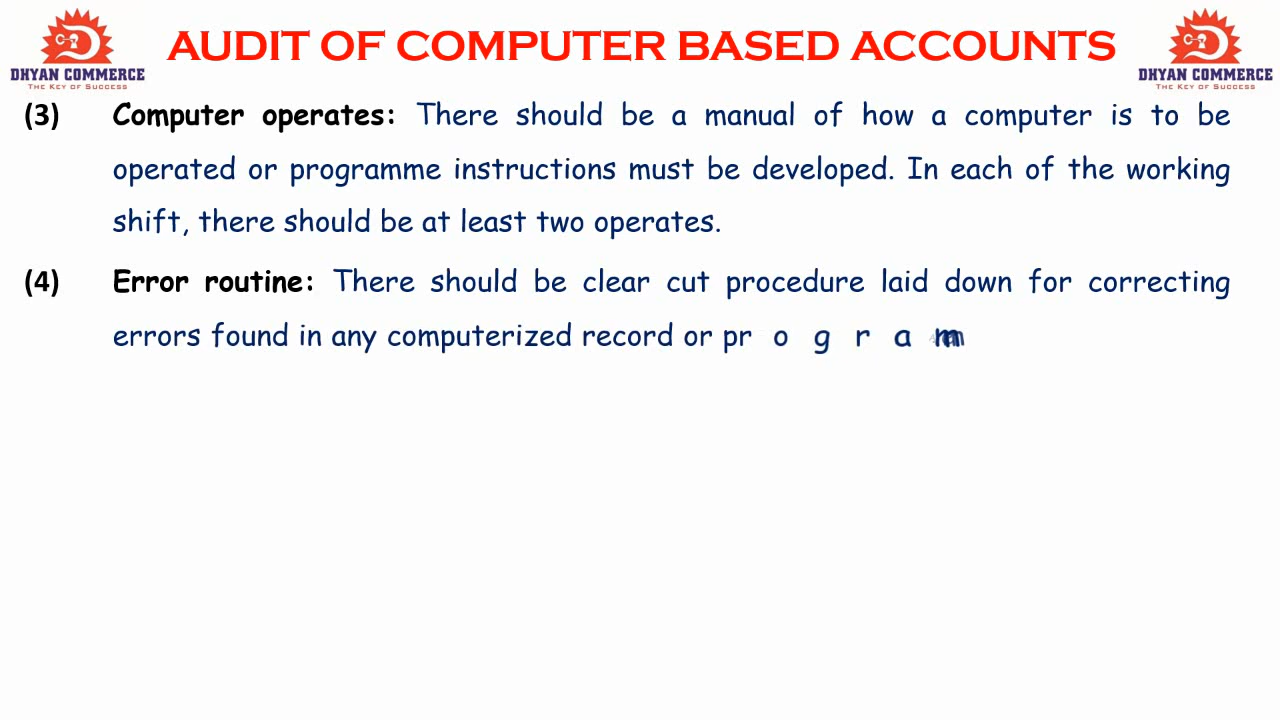 DHYAN COMMERCE
The Key of Success
AUDIT OF COMPUTER BASED ACCOUNTS
DHYAN COMMERCE
The Key of Success
(3) Computer operates: There should be a manual of how a computer is to be
operated or programme instructions must be developed. In each of the working
shift, there should be at least two operates.
(4) Error routine: There should be clear cut procedure laid down for correcting
errors found in any computerized record or pr o g r a m